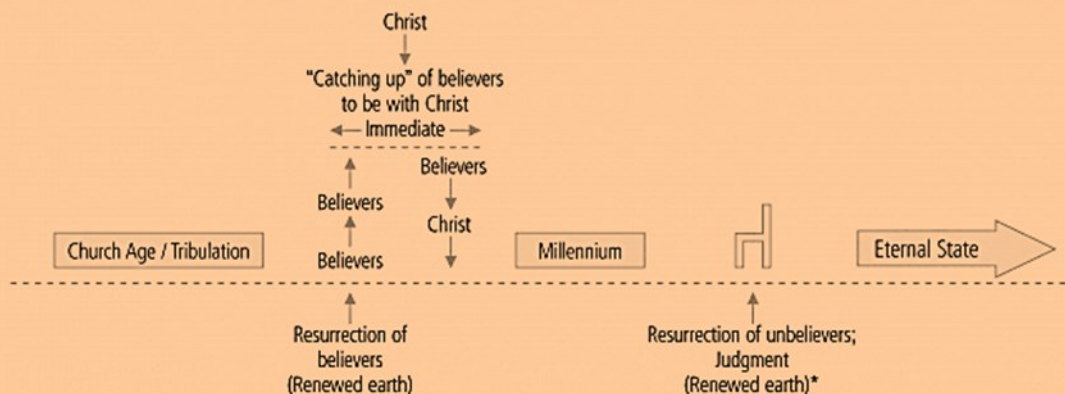 Christ
“Catching up” of believers
to be with Christ
Immediate
Believers
Believers
Christ
Church Age / Tribulation
Believers
Millennium
Eternal State
Resurrection of
believers
(Renewed earth)
Resurrection of unbelievers;
Judgment
(Renewed earth)*